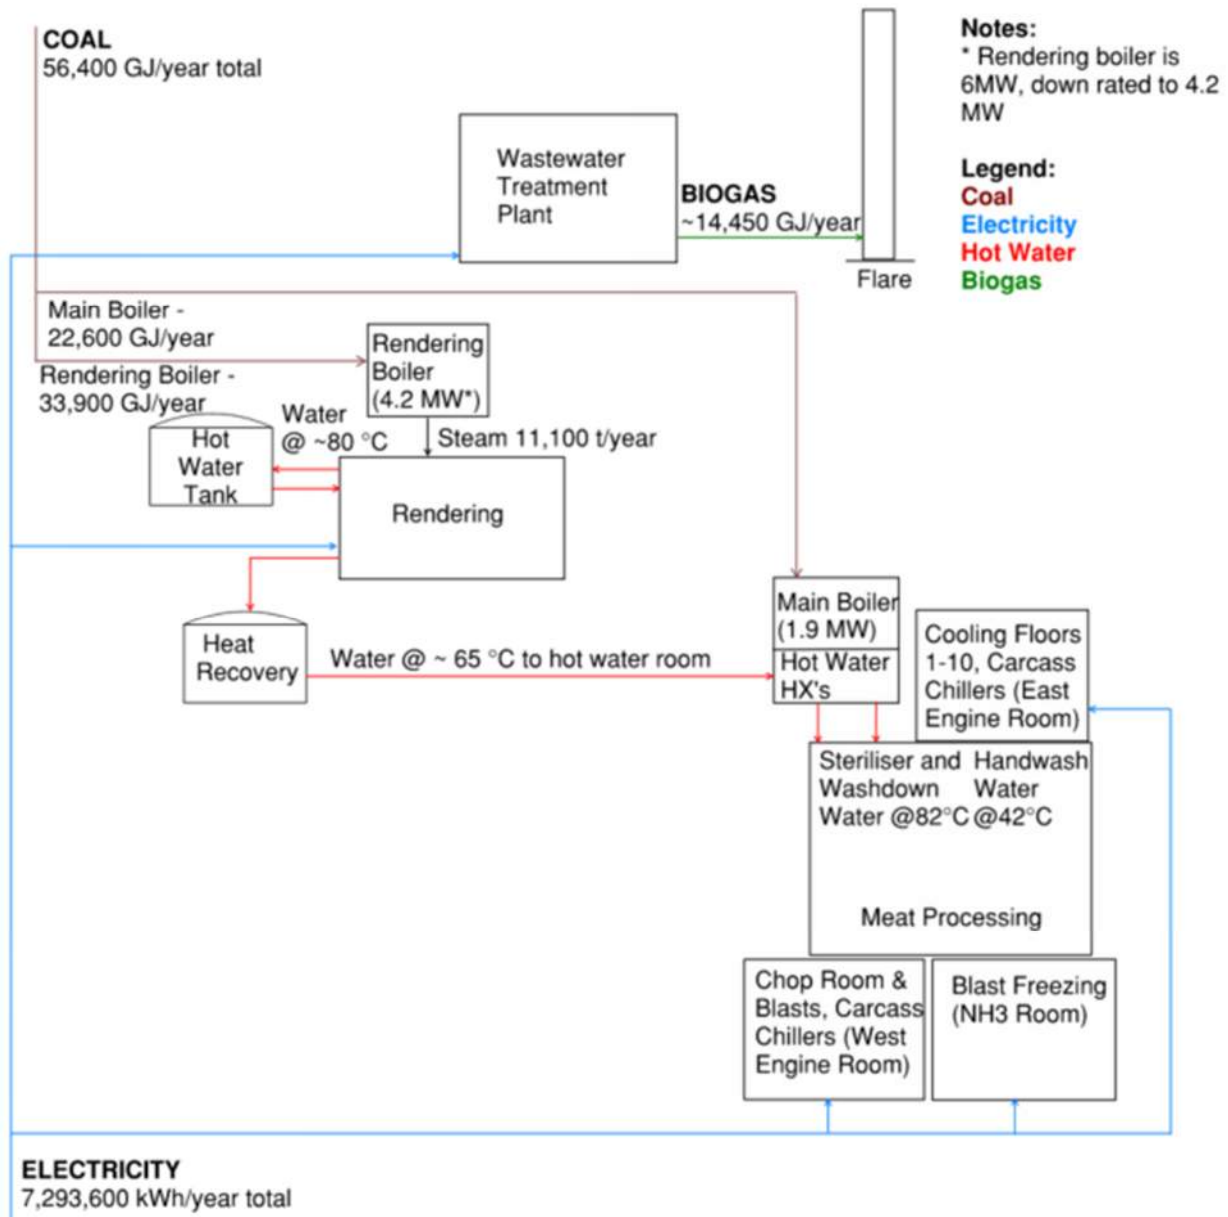 COAL
56,400 GJ/year total
Notes:
* Rendering boiler is
6MW, down rated to 4.2
MW
Legend:
Coal
Electricity
Hot Water
Biogas
Wastewater
Treatment
Plant
BIOGAS
~14,450 GJ/year
Flare
Main Boiler -
22,600 GJ/year
Rendering Boiler -
33,900 GJ/year
Rendering
Boiler
(4.2 MW*)
Water
@ ~80 °C
Steam 11,100 t/year
Hot
Water
Tank
Rendering
Heat
Recovery
Water @ ~ 65 °C to hot water room
Main Boiler
(1.9 MW)
Hot Water
HX's
Cooling Floors
1-10, Carcass
Chillers (East
Engine Room)
Steriliser and
Washdown
Water @82°C
Handwash
Water
@42°C
Meat Processing
Chop Room &
Blasts, Carcass
Chillers (West
Engine Room)
Blast Freezing
(NH3 Room)
ELECTRICITY
7,293,600 kWh/year total